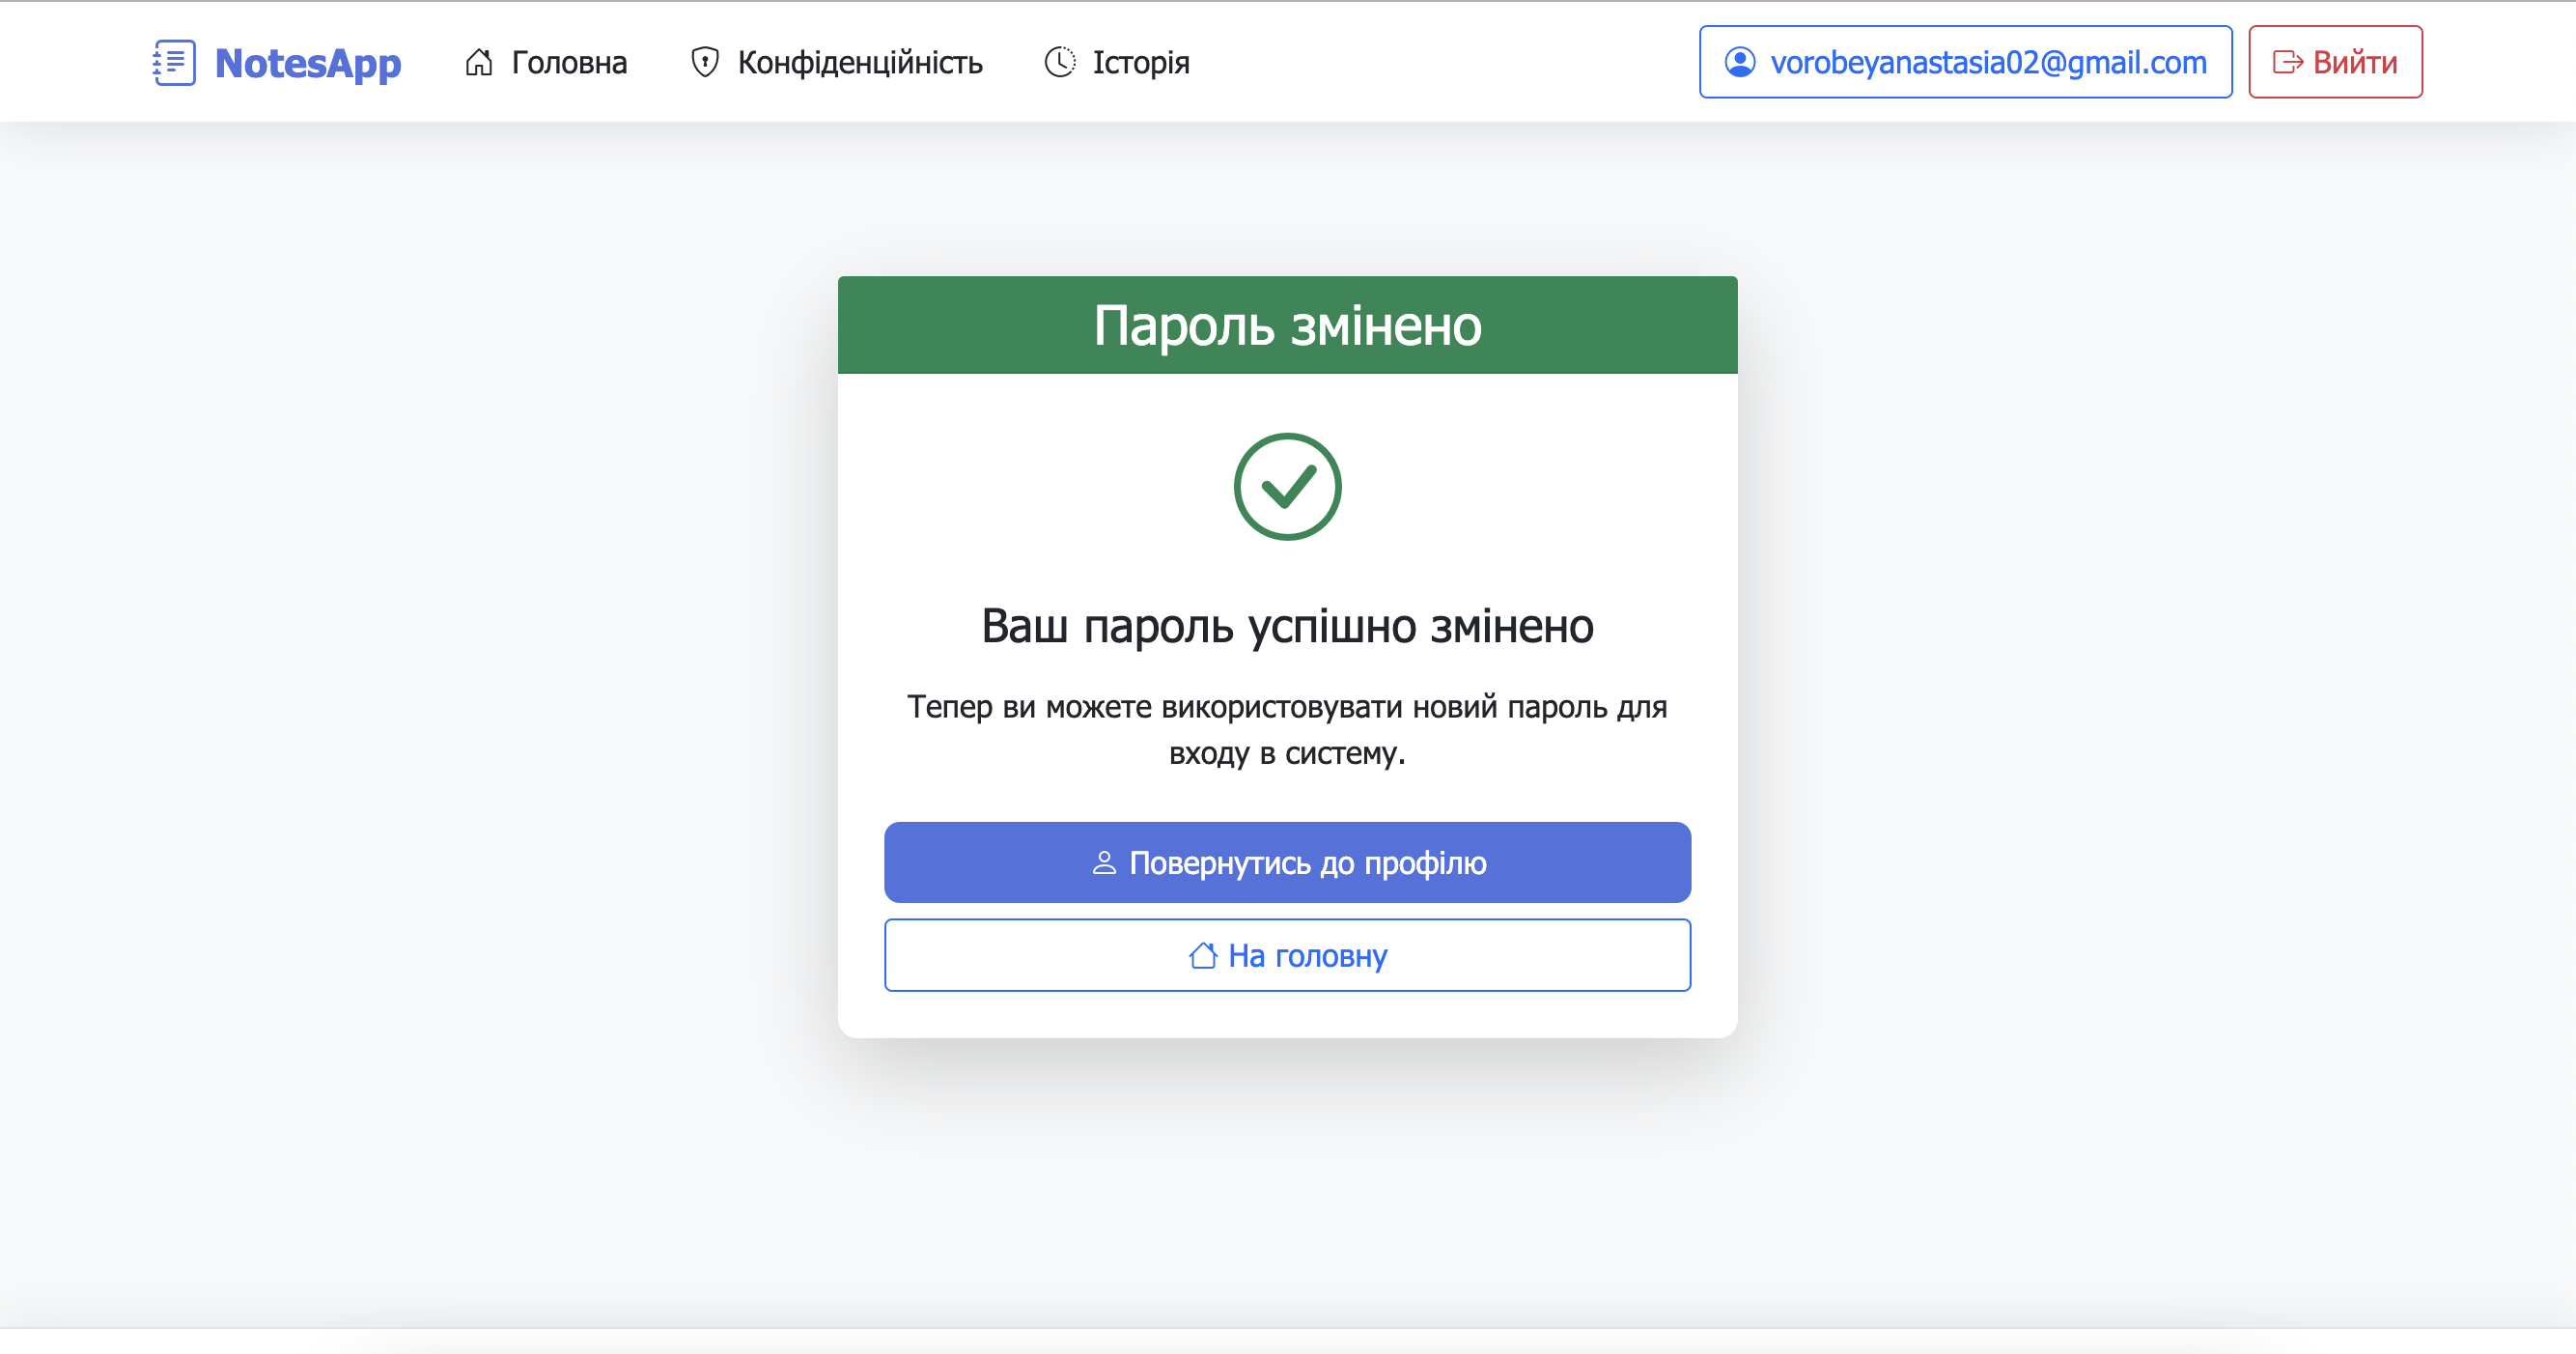 NotesApp
Головна
Конфіденційність
Історія
vorobeyanastasia02@gmail.com
Вийти
Пароль змінено
Ваш пароль успішно змінено
Тепер ви можете використовувати новий пароль для
входу в систему.
Повернутись до профілю
На головну